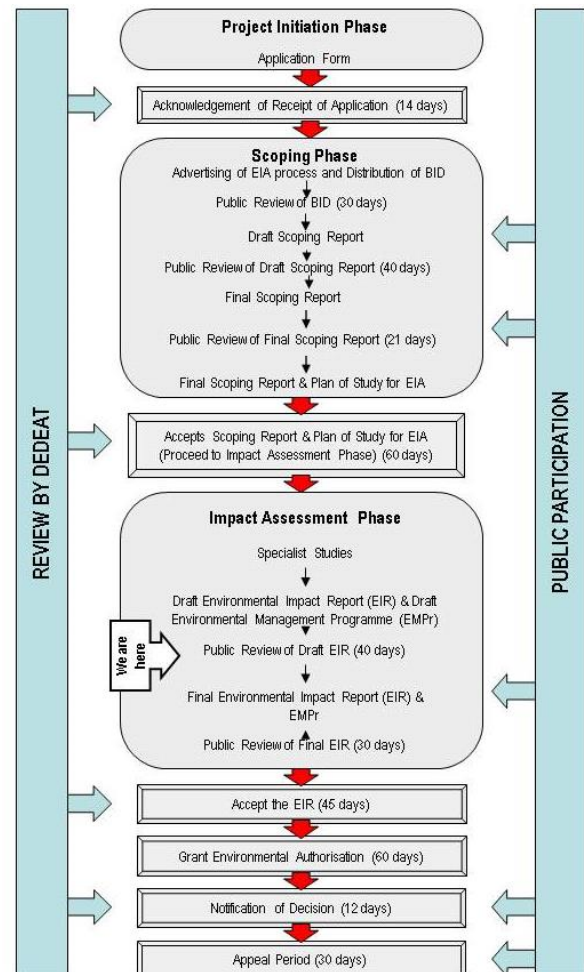 Project Initiation Phase
Application Form
Acknowledgement of Receipt of Application (14 days)
Scoping Phase
Advertising of EIA process and Distribution of BID
Public Review of BID (30 days)
Draft Scoping Report
Public Review of Draft Scoping Report (40 days)
Final Scoping Report
Public Review of Final Scoping Report (21 days)
Final Scoping Report & Plan of Study for EIA
Accepts Scoping Report & Plan of Study for EIA
(Proceed to Impact Assessment Phase) (60 days)
Impact Assessment Phase
Specialist Studies
Draft Environmental Impact Report (EIR) & Draft
Environmental Management Programme (EMPr)
We are
here
Public Review of Draft EIR (40 days)
Final Environmental Impact Report (EIR) &
EMPr
Public Review of Final EIR (30 days)
Accept the EIR (45 days)
Grant Environmental Authorisation (60 days)
Notification of Decision (12 days)
Appeal Period (30 days)
REVIEW BY DEDEAT
PUBLIC PARTICIPATION